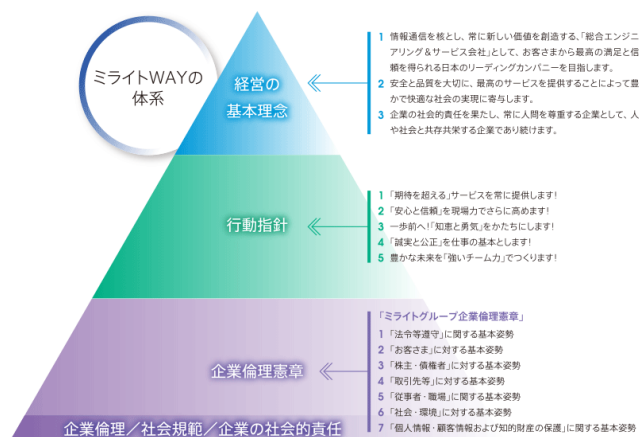 ミライトWAYの
体系
経営の
基本理念
1 情報通信を核とし、常に新しい価値を創造する、「総合エンジニ
アリング＆サービス会社」として、お客さまから最高の満足と信
頼を得られる日本のリーディングカンパニーを目指します。
2 安全と品質を大切に、最高のサービスを提供することによって豊
かで快適な社会の実現に寄与します。
3 企業の社会的責任を果たし、常に人間を尊重する企業として、人
や社会と共存共栄する企業であり続けます。
行動指針
1 「期待を超える」サービスを常に提供します!
2 「安心と信頼」を現場力でさらに高めます!
3 一歩前へ!「知恵と勇気」をかたちにします!
4 「誠実と公正」を仕事の基本とします!
5 豊かな未来を「強いチーム力」でつくります!
企業倫理憲章
「ミライトグループ企業倫理憲章」
1 「法令等遵守」に関する基本姿勢
2 「お客さま」に対する基本姿勢
3 「株主・債権者」に対する基本姿勢
4 「取引先等」に対する基本姿勢
5 「従事者・職場」に関する基本姿勢
6 「社会・環境」に対する基本姿勢
7 「個人情報・顧客情報および知的財産の保護」に関する基本姿勢
企業倫理／社会規範／企業の社会的責任